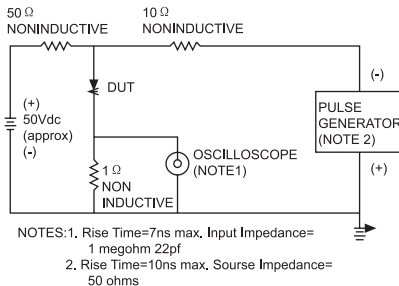 50 Ω
NONINDUCTIVE
10 Ω
NONINDUCTIVE
DUT
(+)
50Vdc
(approx)
(-)
1 Ω
NON
INDUCTIVE
OSCILLOSCOPE
(NOTE1)
(-)
PULSE
GENERATOR
(NOTE 2)
(+)
NOTES:1. Rise Time=7ns max. Input Impedance=
1 megohm 22pf
2. Rise Time=10ns max. Sourse Impedance=
50 ohms